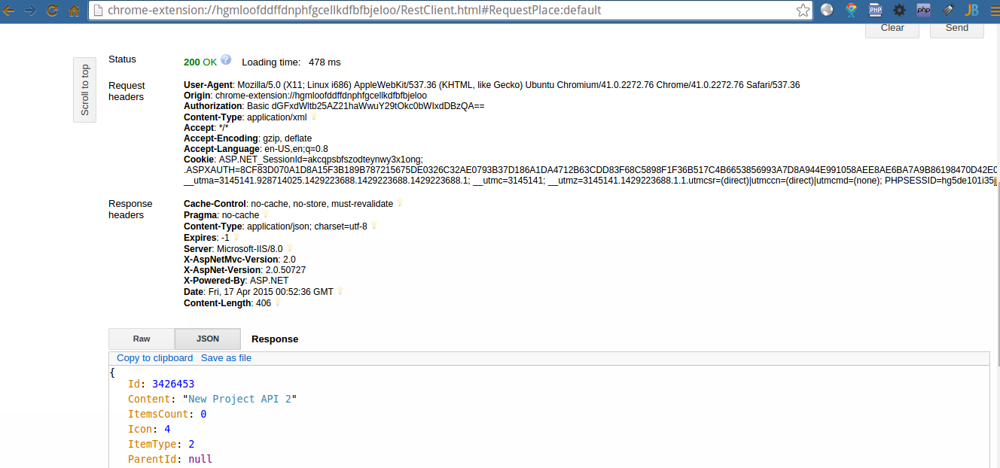 chrome-extension://hgmloofddffdnphfgcellkdfbfbjeloo/RestClient.html#RequestPlace:default
PHP
php
JB
Clear
Send
Scroll to top
Status
200 OK ? Loading time: 478 ms
Request headers
User-Agent: Mozilla/5.0 (X11; Linux i686) AppleWebKit/537.36 (KHTML, like Gecko) Ubuntu Chromium/41.0.2272.76 Chrome/41.0.2272.76 Safari/537.36
Origin: chrome-extension://hgmloofddffdnphfgcellkdfbfbjeloo
Authorization: Basic dGFxdWltb25AZ21haWwuY29tOkc0bWIxdDBzQA==
Content-Type: application/xml
Accept: */*
Accept-Encoding: gzip, deflate
Accept-Language: en-US,en;q=0.8
Cookie: ASP.NET_SessionId=akcqpsbfszodteynwy3x1ong;
.ASPXAUTH=8CF83D070A1D8A15F3B189B787215675DE0326C32AE0793B37D186A1DA4712B63CDD83F68C5898F1F36B517C4B6653856993A7D8A944E991058AEE8AE6BA7A9B86198470D42E0
__utma=3145141.928714025.1429223688.1429223688.1429223688.1; __utmc=3145141; __utmz=3145141.1429223688.1.1.utmcsr=(direct)|utmccn=(direct)|utmcmd=(none); PHPSESSID=hg5de101i35j
Response headers
Cache-Control: no-cache, no-store, must-revalidate
Pragma: no-cache
Content-Type: application/json; charset=utf-8
Expires: -1
Server: Microsoft-IIS/8.0
X-AspNetMvc-Version: 2.0
X-AspNet-Version: 2.0.50727
X-Powered-By: ASP.NET
Date: Fri, 17 Apr 2015 00:52:36 GMT
Content-Length: 406
Raw
JSON
Response
Copy to clipboard Save as file
{
Id: 3426453
Content: "New Project API 2"
ItemsCount: 0
Icon: 4
ItemType: 2
ParentId: null